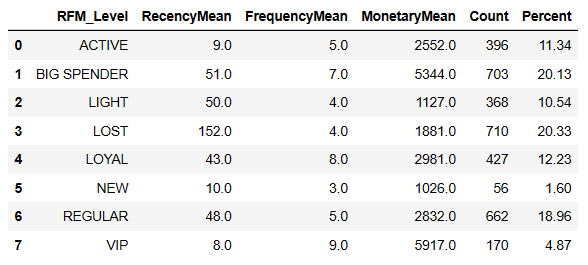 RFM_Level RecencyMean FrequencyMean MonetaryMean Count Percent
0 ACTIVE 9.0 5.0 2552.0 396 11.34
1 BIG SPENDER 51.0 7.0 5344.0 703 20.13
2 LIGHT 50.0 4.0 1127.0 368 10.54
3 LOST 152.0 4.0 1881.0 710 20.33
4 LOYAL 43.0 8.0 2981.0 427 12.23
5 NEW 10.0 3.0 1026.0 56 1.60
6 REGULAR 48.0 5.0 2832.0 662 18.96
7 VIP 8.0 9.0 5917.0 170 4.87